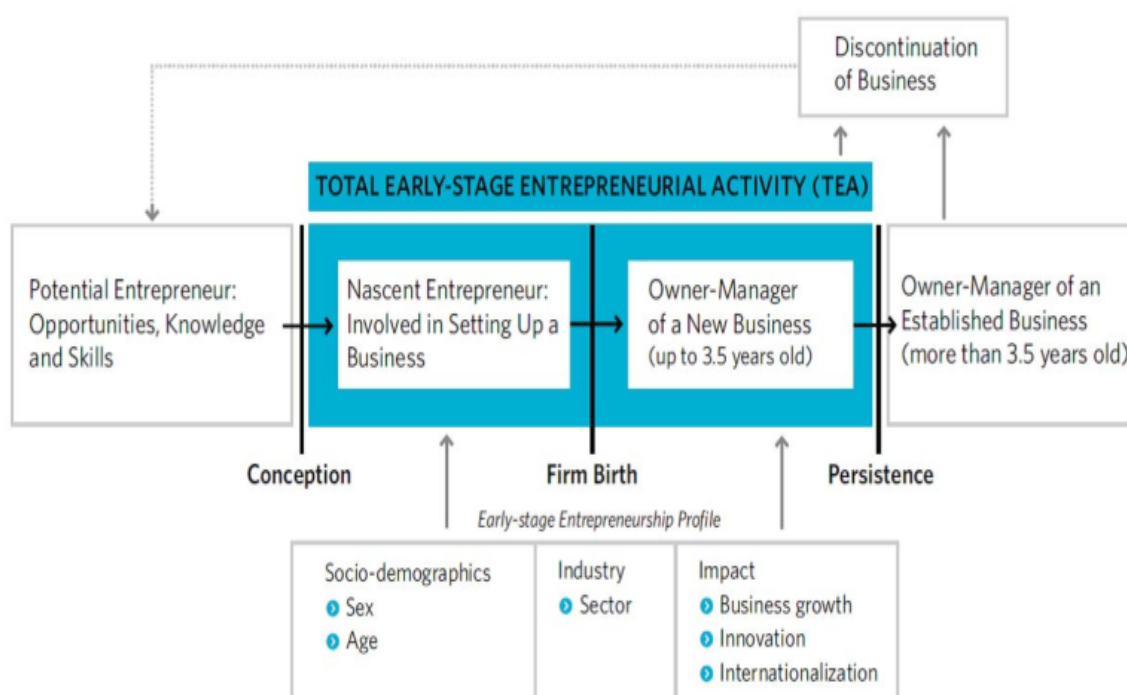 Discontinuation
of Business
TOTAL EARLY-STAGE ENTREPRENEURIAL ACTIVITY (TEA)
Potential Entrepreneur:
Opportunities, Knowledge
and Skills
Nascent Entrepreneur:
Involved in Setting Up a
Business
Owner-Manager
of a New Business
(up to 3.5 years old)
Owner-Manager of an
Established Business
(more than 3.5 years old)
Conception
Firm Birth
Persistence
Early-stage Entrepreneurship Profile
Socio-demographics
Sex
Age
Industry
Sector
Impact
Business growth
Innovation
Internationalization